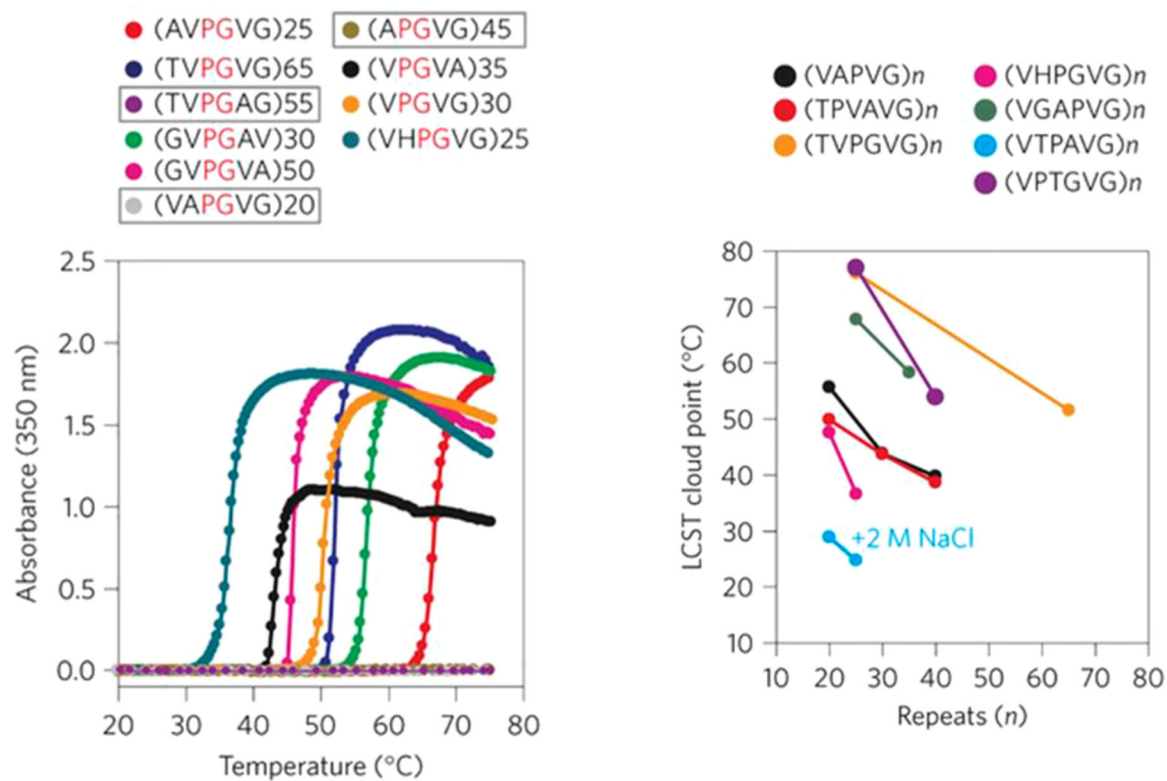 (AVPGVG)25
(TVPGVG)65
(TVPGAG)55
(GVPGAV)30
(GVPGVA)50
(VAPGVG)20
(APGVG)45
(VPGVA)35
(VPGVG)30
(VHPGVG)25
2.5
2.0
1.5
1.0
0.5
0.0
Absorbance (350 nm)
20 30 40 50 60 70 80
Temperature (°C)
(VAPVG)n
(TPVAVG)n
(TVPGVG)n
(VHPGVG)n
(VGAPVG)n
(VTPAVG)n
(VPTGVG)n
80
70
60
50
40
30
20
10
LCST cloud point (°C)
+2 M NaCl
10 20 30 40 50 60 70 80
Repeats (n)